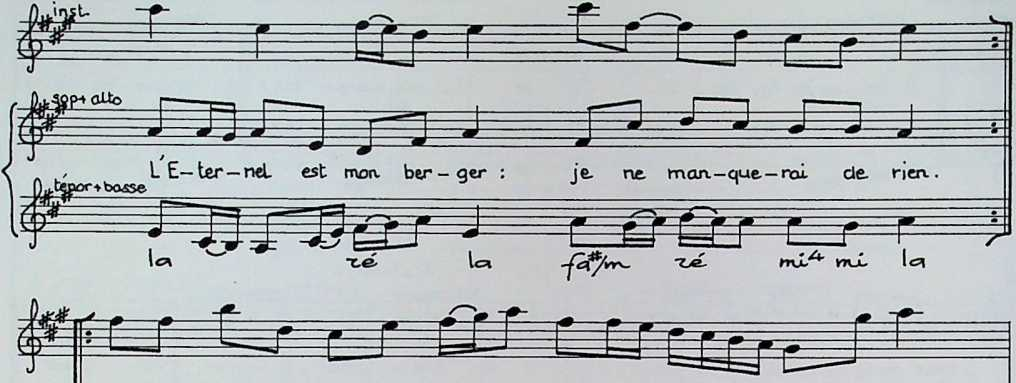 inst.
sop+alto
L'E-ter-nel est mon ber-ger : je ne man-que-rai de rien.
ténor+basse
la ré la fa#/m ré mi4 mi la